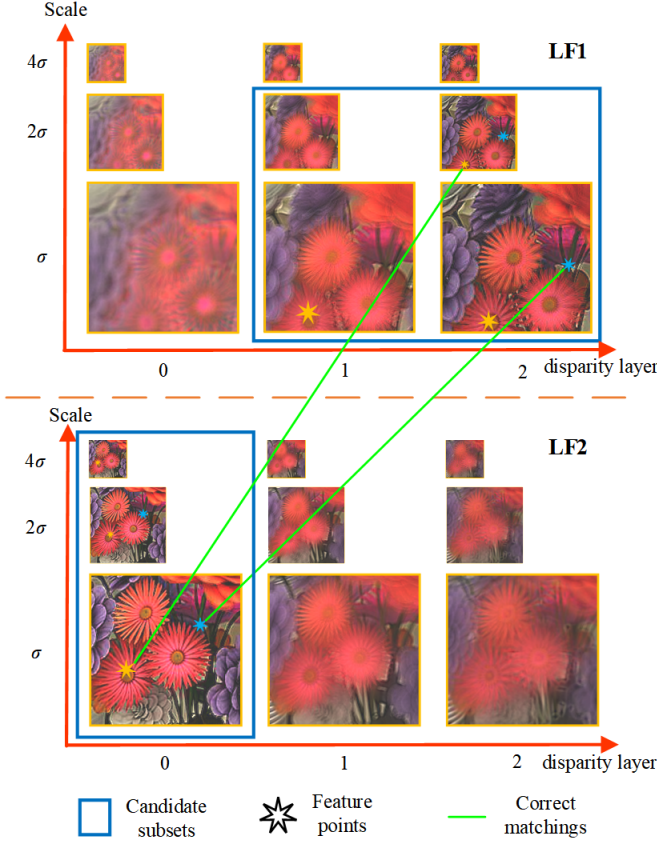 Scale
LF1
4σ
2σ
σ
0
1
2
disparity layer
Scale
LF2
4σ
2σ
σ
0
1
2
disparity layer
Candidate
subsets
Feature
points
Correct
matchings